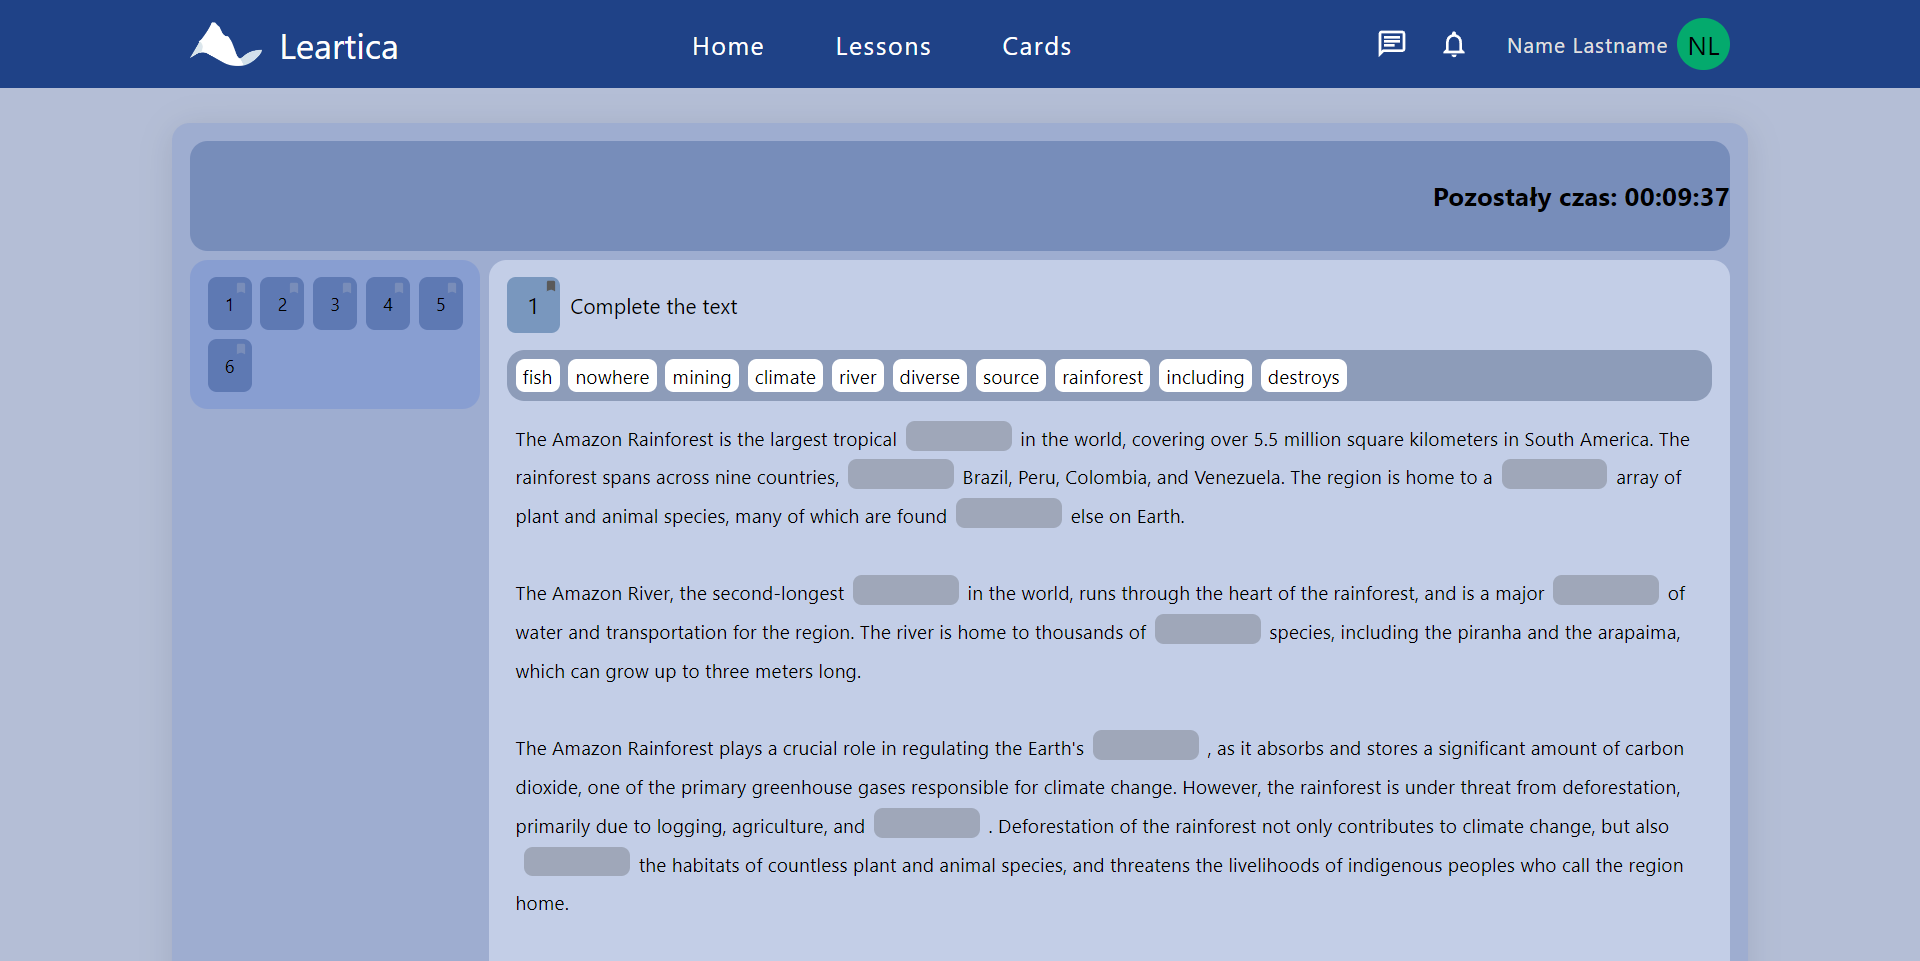 Leartica
Home Lessons Cards
Name Lastname NL
Pozostały czas: 00:09:37
1 2 3 4 5
6
1 Complete the text
fish nowhere mining climate river diverse source rainforest including destroys
The Amazon Rainforest is the largest tropical in the world, covering over 5.5 million square kilometers in South America. The
rainforest spans across nine countries, Brazil, Peru, Colombia, and Venezuela. The region is home to a array of
plant and animal species, many of which are found else on Earth.
The Amazon River, the second-longest in the world, runs through the heart of the rainforest, and is a major of
water and transportation for the region. The river is home to thousands of species, including the piranha and the arapaima,
which can grow up to three meters long.
The Amazon Rainforest plays a crucial role in regulating the Earth's , as it absorbs and stores a significant amount of carbon
dioxide, one of the primary greenhouse gases responsible for climate change. However, the rainforest is under threat from deforestation,
primarily due to logging, agriculture, and . Deforestation of the rainforest not only contributes to climate change, but also
the habitats of countless plant and animal species, and threatens the livelihoods of indigenous peoples who call the region
home.